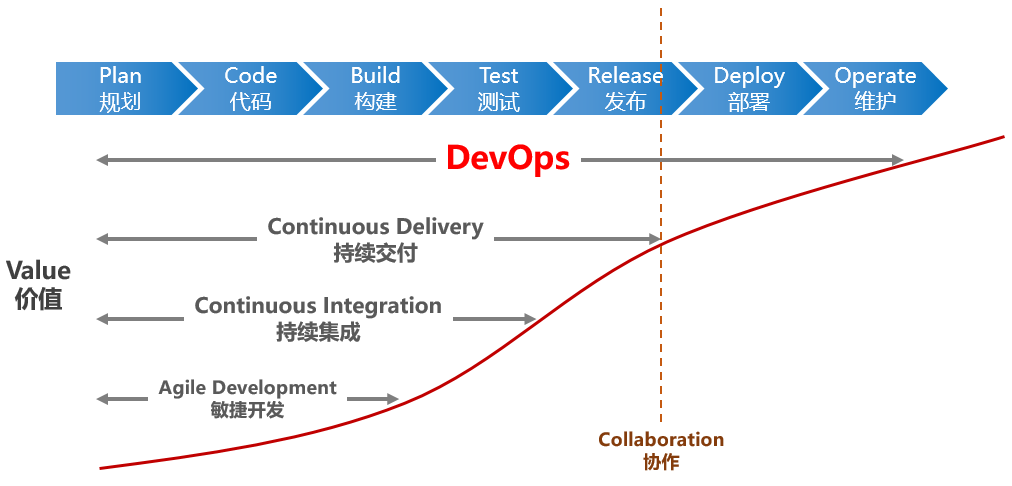 Plan
规划
Code
代码
Build
构建
Test
测试
Release
发布
Deploy
部署
Operate
维护
DevOps
Continuous Delivery
持续交付
Value
价值
Continuous Integration
持续集成
Agile Development
敏捷开发
Collaboration
协作